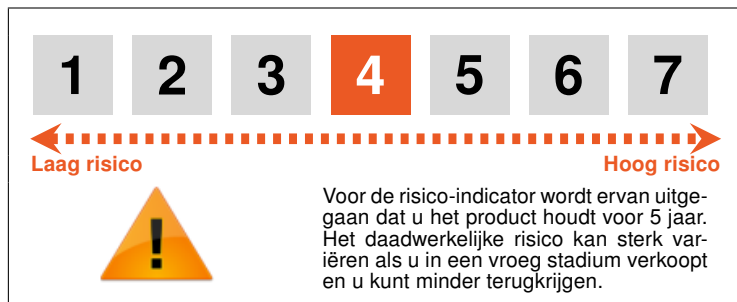 1 2 3 4 5 6 7
Laag risico Hoog risico
Voor de risico-indicator wordt ervan uitge-
gaan dat u het product houdt voor 5 jaar.
Het daadwerkelijke risico kan sterk var-
iëren als u in een vroeg stadium verkoopt
en u kunt minder terugkrijgen.